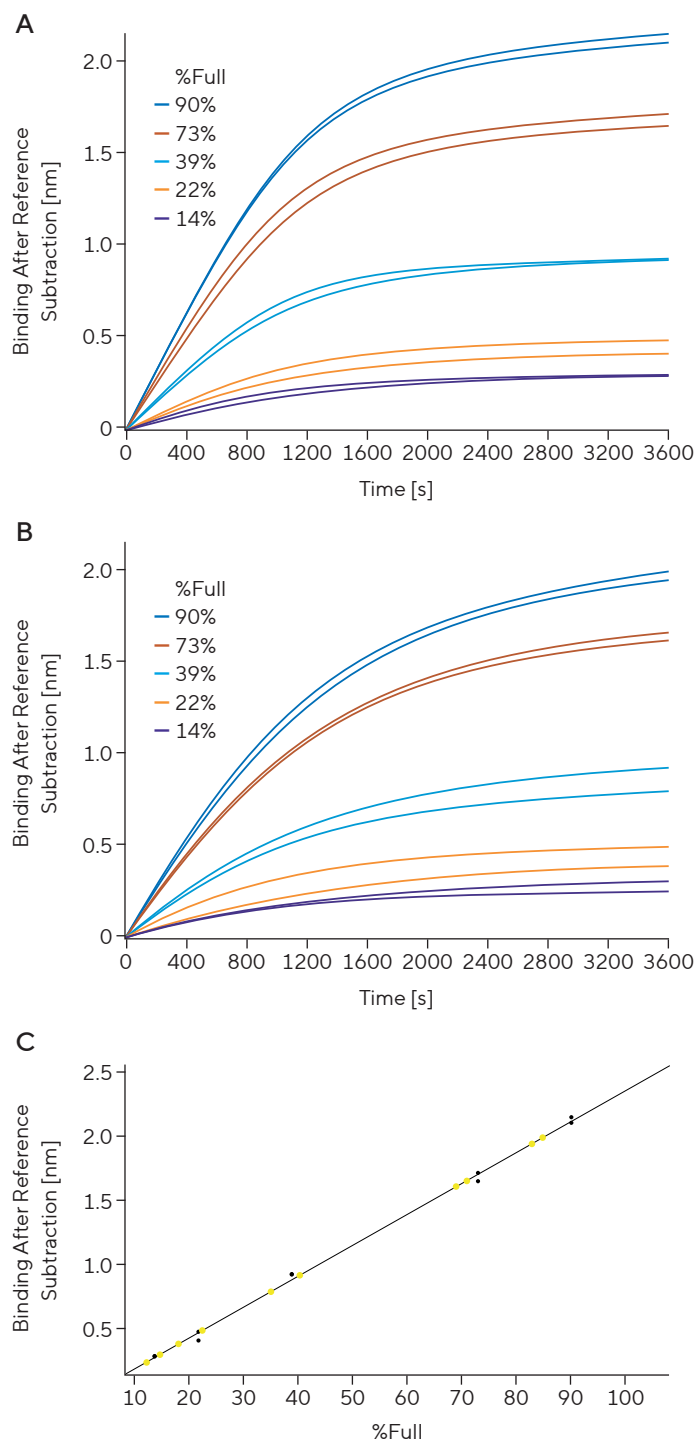 A
Binding After Reference
Subtraction [nm]
2.0
1.5
1.0
0.5
0
%Full
90%
73%
39%
22%
14%
0 400 800 1200 1600 2000 2400 2800 3200 3600
Time [s]
B
Binding After Reference
Subtraction [nm]
2.0
1.5
1.0
0.5
0
%Full
90%
73%
39%
22%
14%
0 400 800 1200 1600 2000 2400 2800 3200 3600
Time [s]
C
Binding After Reference
Subtraction [nm]
2.5
2.0
1.5
1.0
0.5
10 20 30 40 50 60 70 80 90 100
%Full